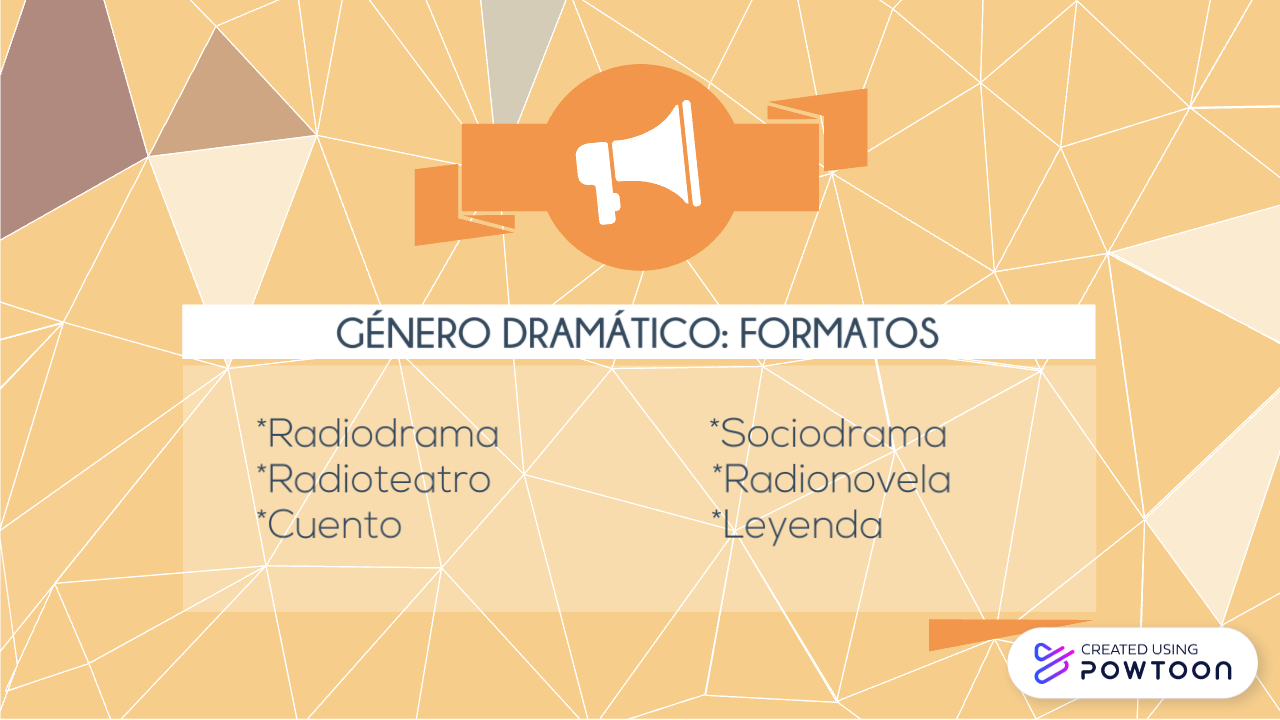 GÉNERO DRAMÁTICO: FORMATOS
*Radiodrama
*Radioteatro
*Cuento
*Sociodrama
*Radionovela
*Leyenda
CREATED USING
POWTOON